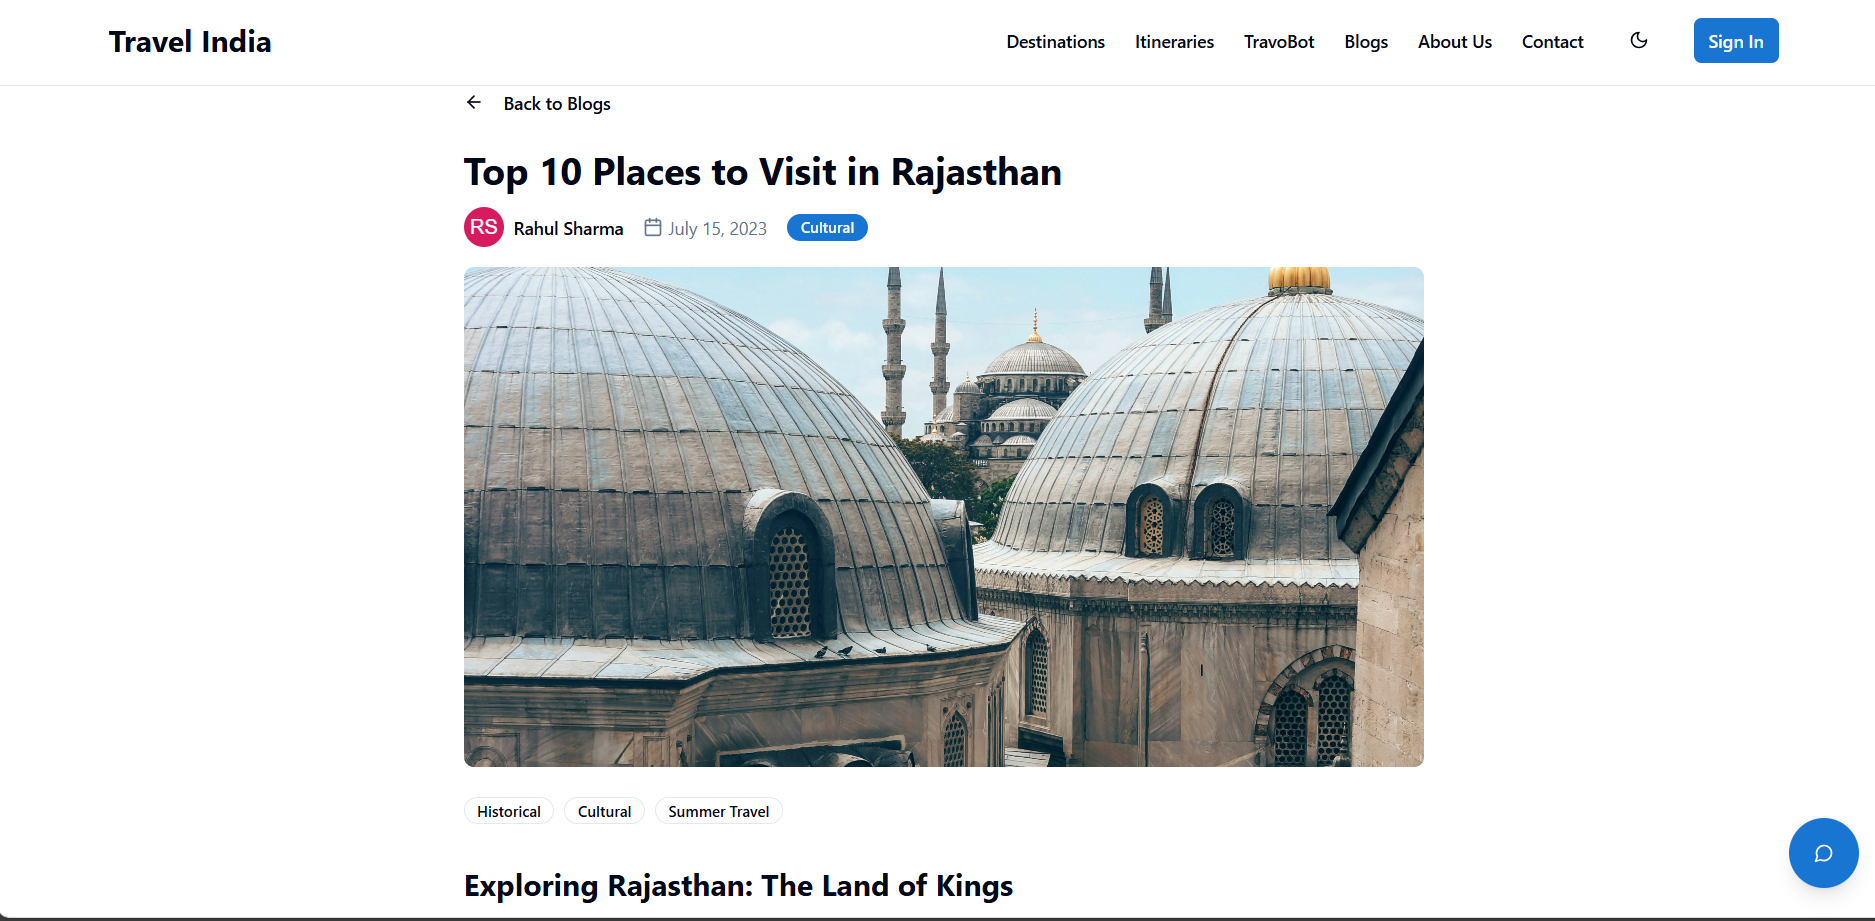 Travel India
Destinations Itineraries TravoBot Blogs About Us Contact Sign In
Back to Blogs
Top 10 Places to Visit in Rajasthan
RS Rahul Sharma July 15, 2023 Cultural
Historical Cultural Summer Travel
Exploring Rajasthan: The Land of Kings